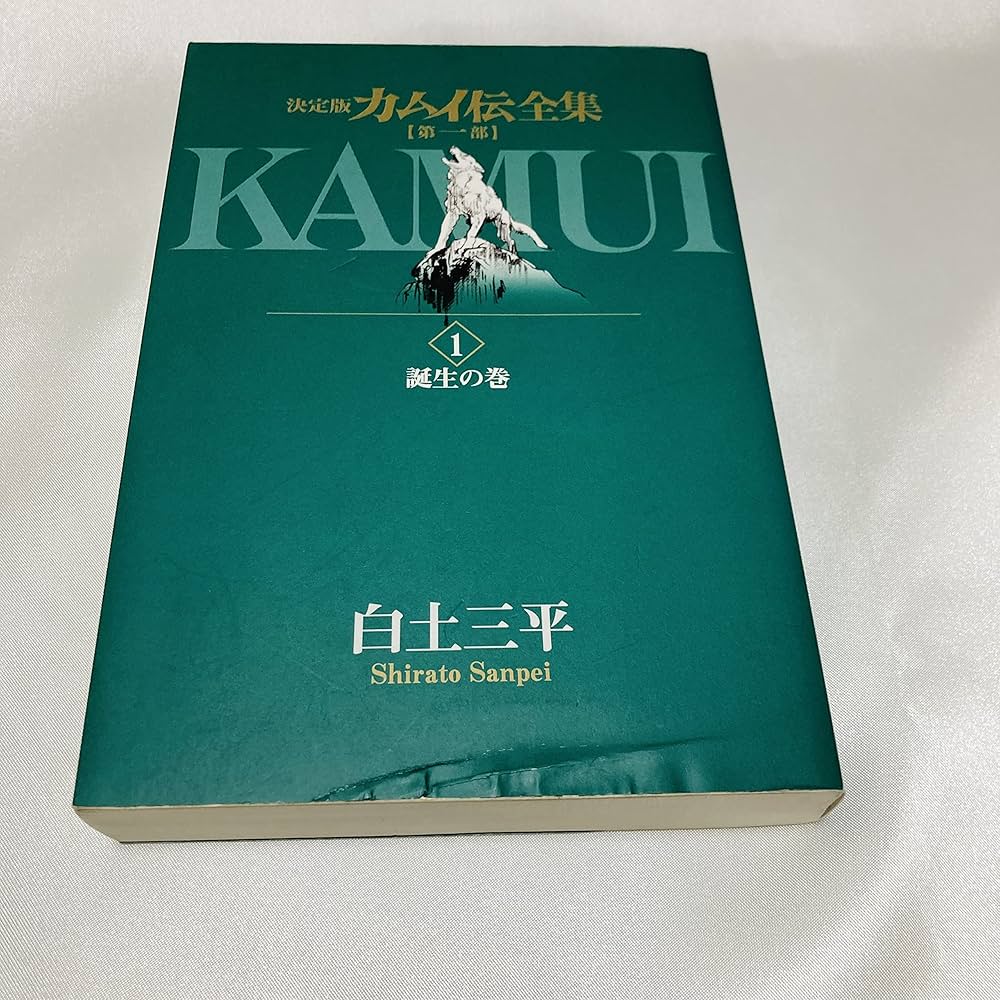 決定版 カムイ伝全集
【第一部】
KAMUI
1
誕生の巻
白土三平
Shirato Sanpei